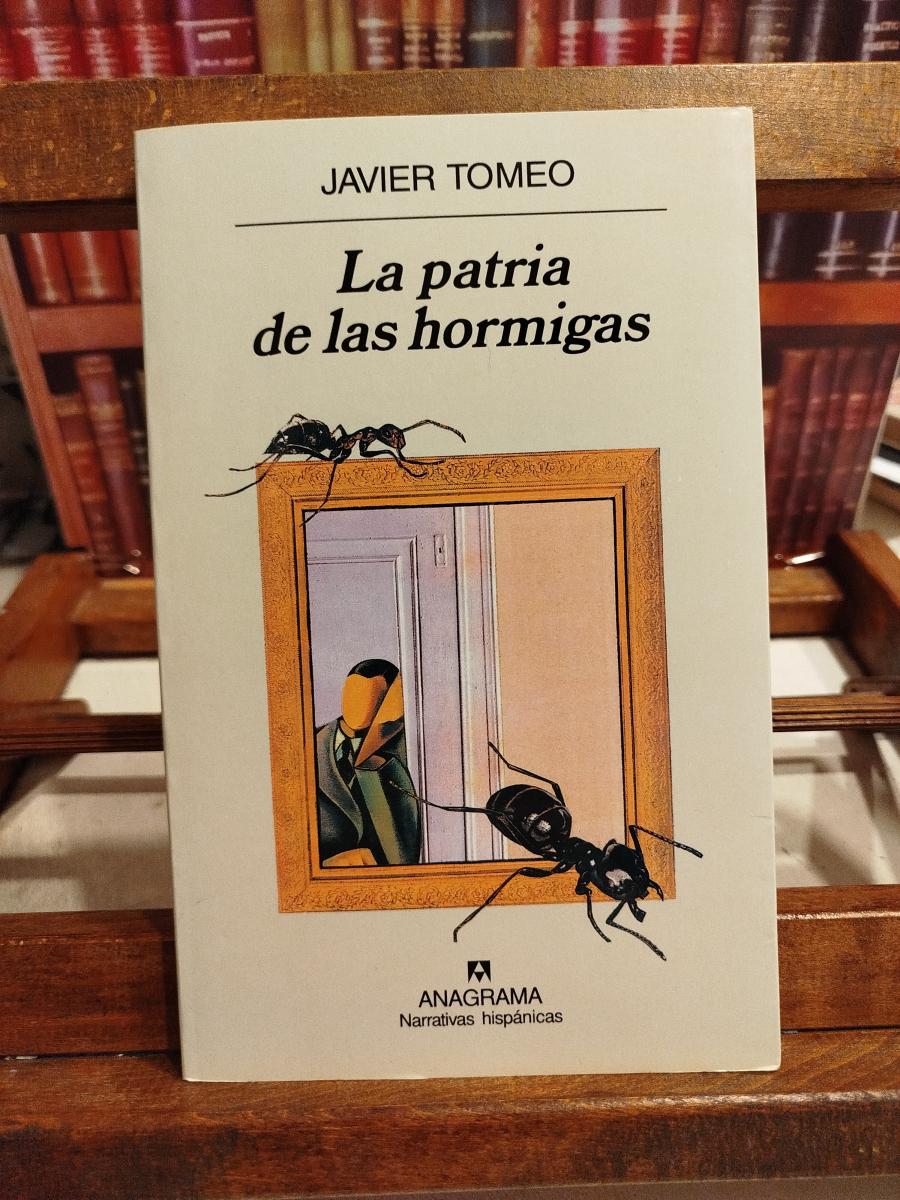 JAVIER TOMEO
La patria
de las hormigas
ANAGRAMA
Narrativas hispánicas